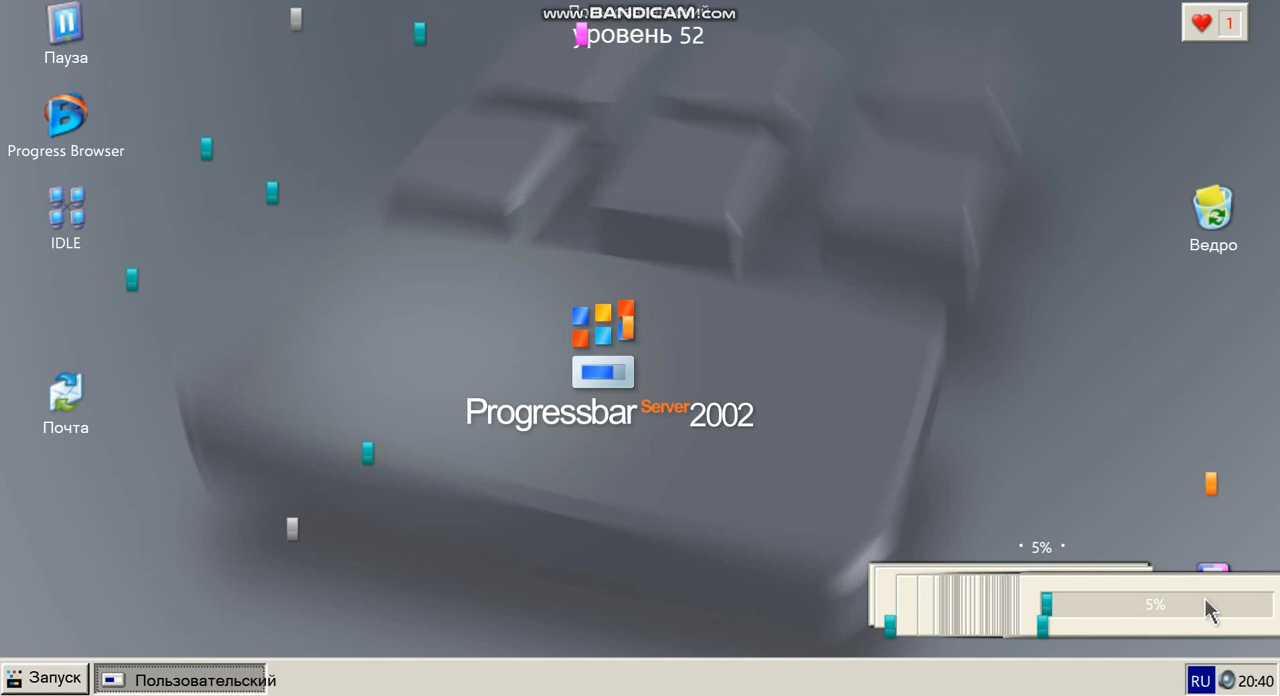 www.BANDICAM.com
уровень 52
1
Пауза
Progress Browser
IDLE
Ведро
Почта
Progressbar Server 2002
5%
5%
Запуск
Пользовательский
RU
20:40